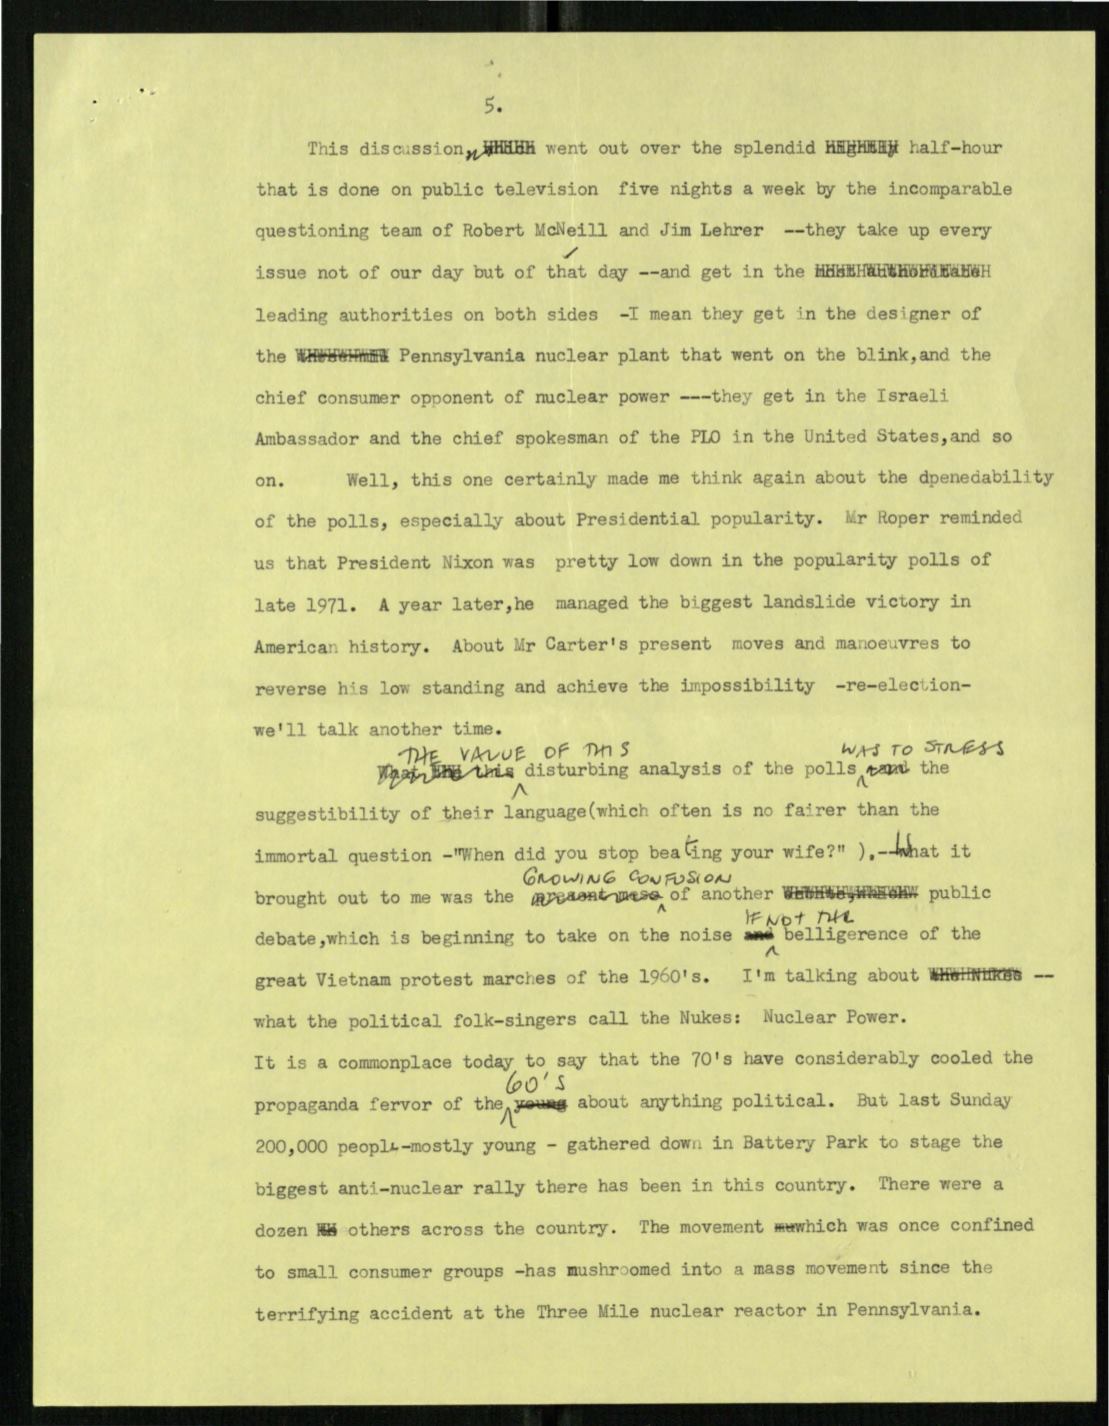 5.
This discussion, went out over the splendid half-hour
that is done on public television five nights a week by the incomparable
questioning team of Robert McNeill and Jim Lehrer --they take up every
issue not of our day but of that day --and get in the
leading authorities on both sides -I mean they get in the designer of
the Pennsylvania nuclear plant that went on the blink,and the
chief consumer opponent of nuclear power ---they get in the Israeli
Ambassador and the chief spokesman of the PLO in the United States,and so
on. Well, this one certainly made me think again about the dpenedability
of the polls, especially about Presidential popularity. Mr Roper reminded
us that President Nixon was pretty low down in the popularity polls of
late 1971. A year later,he managed the biggest landslide victory in
American history. About Mr Carter's present moves and manoeuvres to
reverse his low standing and achieve the impossibility -re-election-
we'll talk another time.
THE VALUE OF THIS WAS TO STRESS
disturbing analysis of the polls the
suggestibility of their language(which often is no fairer than the
immortal question -"When did you stop beating your wife?" ).--What it
GROWING CONFUSION
brought out to me was the of another public
IF NOT THE
debate,which is beginning to take on the noise and belligerence of the
great Vietnam protest marches of the 1960's. I'm talking about --
what the political folk-singers call the Nukes: Nuclear Power.
It is a commonplace today to say that the 70's have considerably cooled the
60'S
propaganda fervor of the young about anything political. But last Sunday
200,000 people-mostly young - gathered down in Battery Park to stage the
biggest anti-nuclear rally there has been in this country. There were a
dozen others across the country. The movement which was once confined
to small consumer groups -has mushroomed into a mass movement since the
terrifying accident at the Three Mile nuclear reactor in Pennsylvania.